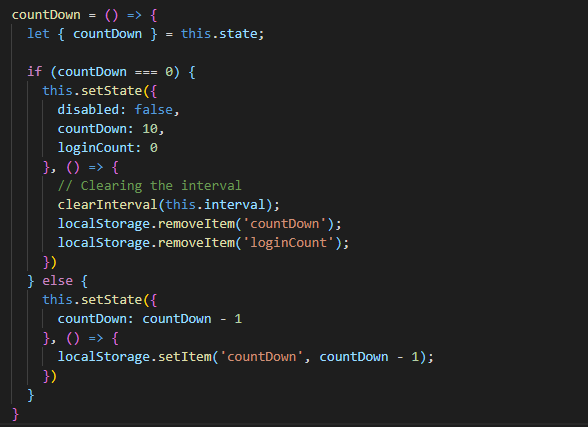 countDown = () => {
let { countDown } = this.state;
if (countDown === 0) {
this.setState({
disabled: false,
countDown: 10,
loginCount: 0
}, () => {
// Clearing the interval
clearInterval(this.interval);
localStorage.removeItem('countDown');
localStorage.removeItem('loginCount');
})
} else {
this.setState({
countDown: countDown - 1
}, () => {
localStorage.setItem('countDown', countDown - 1);
})
}
}